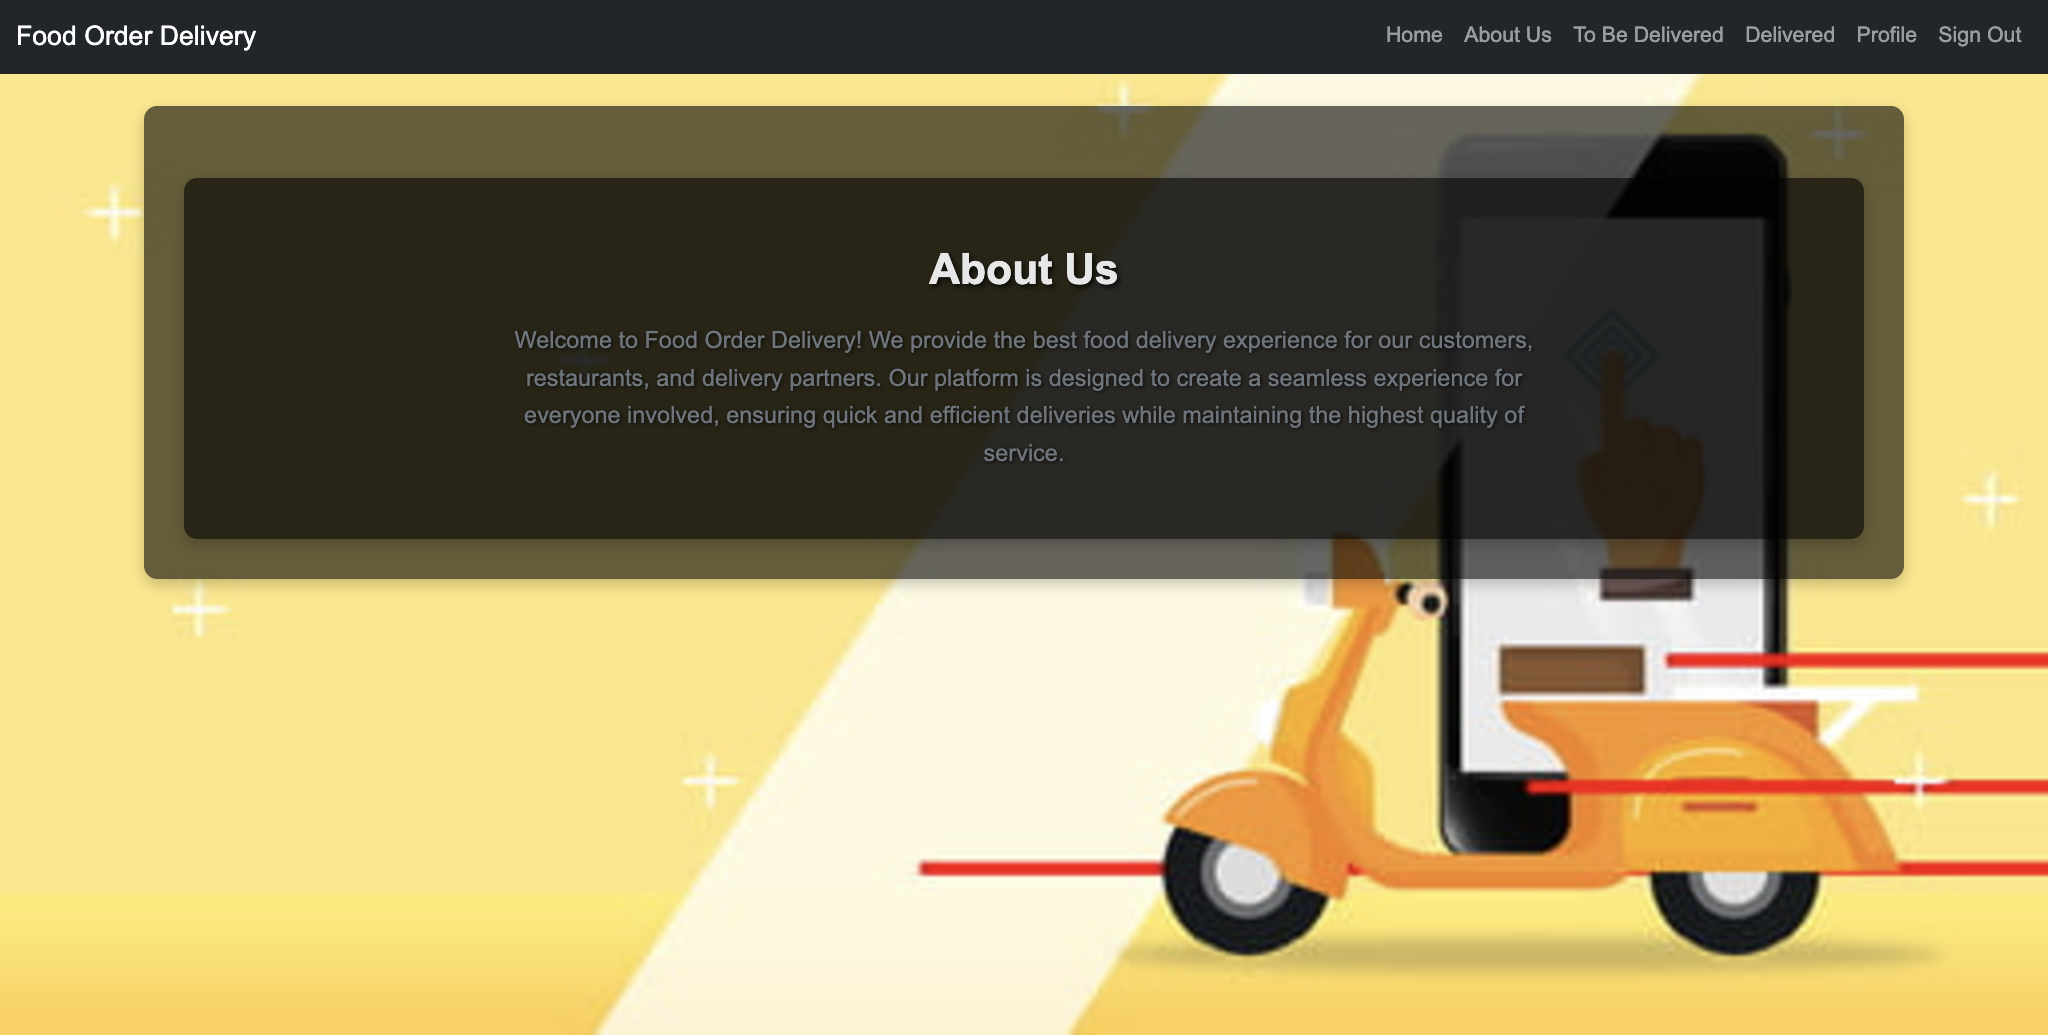 Food Order Delivery
Home About Us To Be Delivered Delivered Profile Sign Out
About Us
Welcome to Food Order Delivery! We provide the best food delivery experience for our customers,
restaurants, and delivery partners. Our platform is designed to create a seamless experience for
everyone involved, ensuring quick and efficient deliveries while maintaining the highest quality of
service.